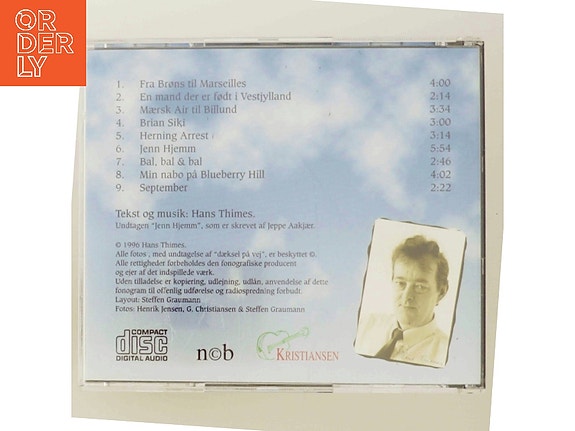 ORDERLY
1. Fra Brøns til Marseilles 4:00
2. En mand der er født i Vestjylland 2:14
3. Mærsk Air til Billund 3:34
4. Brian Sikl 3:00
5. Herning Arrest 3:14
6. Jenn Hjemm 5:54
7. Bal, bal & bal 2:46
8. Min nabo på Blueberry Hill 4:02
9. September 2:22
Tekst og musik: Hans Thimes.
Undtagen "Jenn Hjemm", som er skrevet af Jeppe Aakjær.
© 1996 Hans Thimes.
Alle fotos, med undtagelse af "dæksel på vej", er beskyttet ©.
Alle rettigheder forbeholdes den fonografiske producent
og ejer af det indspillede værk.
Uden tilladelse er kopiering, udlejning, udlån, anvendelse af dette
fonogram til offenlig udførelse og radiospredning forbudt.
Layout: Steffen Graumann
Fotos: Henrik Jensen, G. Christiansen & Steffen Graumann
COMPACT
disc
DIGITAL AUDIO
n©b
KRISTIANSEN